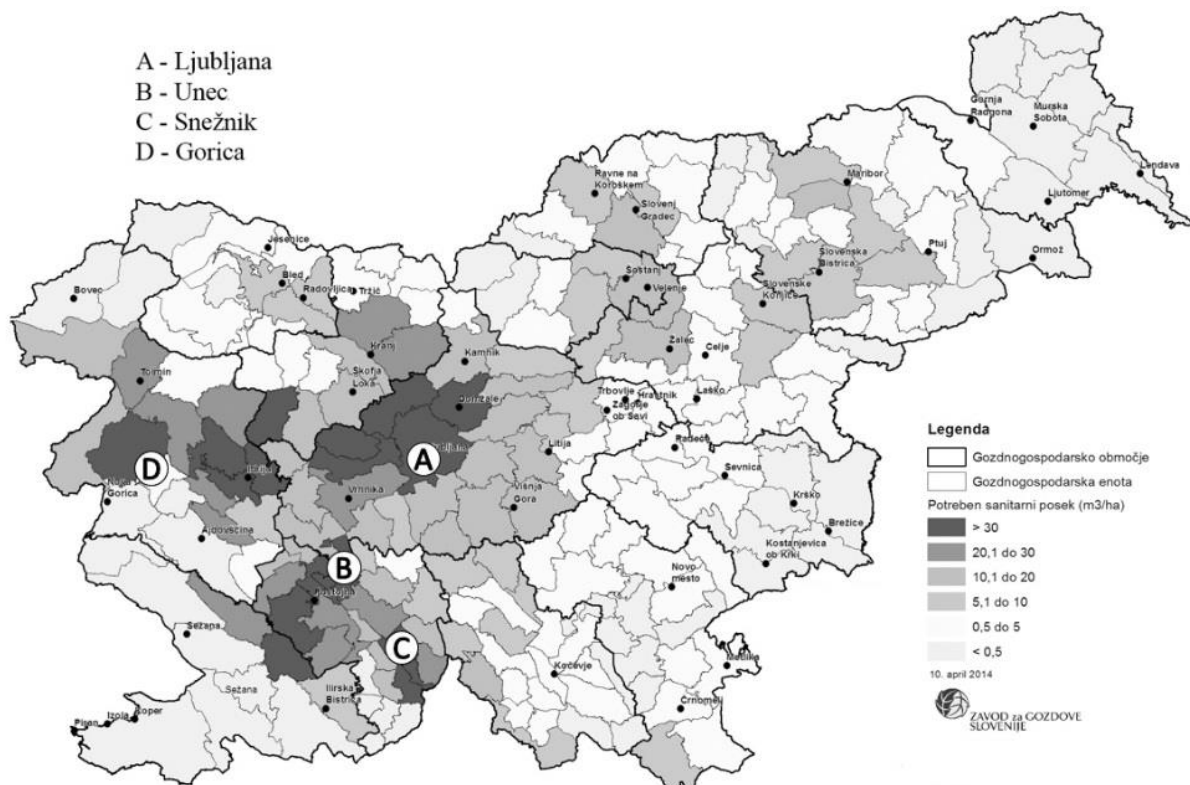 A - Ljubljana
B - Unec
C - Snežnik
D - Gorica
Gornja
Radgona
Murska
Sobota
Lendava
Ljutomer
Ravne na
Koroškem
Maribor
Slovenj
Gradec
Ptuj
Ormož
Jesenice
Slovenska
Bistrica
Bled
Radovljica
Tržič
Šoštanj
Velenje
Slovenske
Konjice
Bovec
Kranj
Kamnik
Žalec
Celje
Tolmin
Škofja
Loka
Domžale
Trbovlje
Hrastnik
Zagorje
ob Savi
Laško
A
Litija
Radeče
D
Idrija
Sevnica
Gorica
Vrhnika
Višnja
Gora
Krško
Brežice
Ajdovščina
Kostanjevica
ob Krki
B
Postojna
Novo
mesto
Sežana
C
Kočevje
Metlika
Sežana
Ilirska
Bistrica
Črnomelj
Piran
Izola
Koper
Legenda
Gozdnogospodarsko območje
Gozdnogospodarska enota
Potreben sanitarni posek (m3/ha)
> 30
20,1 do 30
10,1 do 20
5,1 do 10
0,5 do 5
< 0,5
10. april 2014
ZAVOD za GOZDOVE
SLOVENIJE